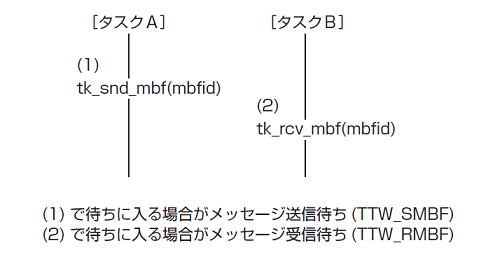 [タスクA] [タスクB]
(1)
tk_snd_mbf(mbfid)
(2)
tk_rcv_mbf(mbfid)
(1) で待ちに入る場合がメッセージ送信待ち(TTW_SMBF)
(2) で待ちに入る場合がメッセージ受信待ち(TTW_RMBF)